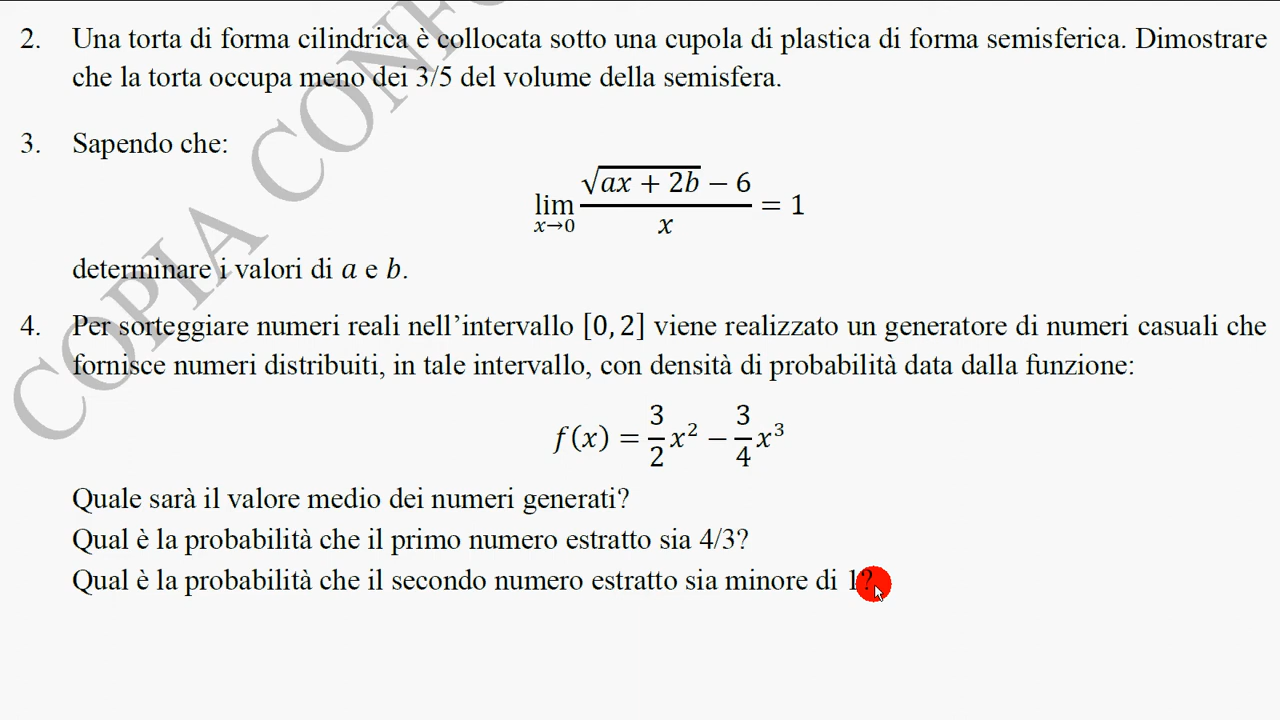 2. Una torta di forma cilindrica è collocata sotto una cupola di plastica di forma semisferica. Dimostrare
che la torta occupa meno dei 3/5 del volume della semisfera.
3. Sapendo che:
lim x→0 (√(ax + 2b) − 6)/x = 1
determinare i valori di a e b.
4. Per sorteggiare numeri reali nell'intervallo [0, 2] viene realizzato un generatore di numeri casuali che
fornisce numeri distribuiti, in tale intervallo, con densità di probabilità data dalla funzione:
f(x) = 3/2 x² − 3/4 x³
Quale sarà il valore medio dei numeri generati?
Qual è la probabilità che il primo numero estratto sia 4/3?
Qual è la probabilità che il secondo numero estratto sia minore di 1?
COPIA CONF